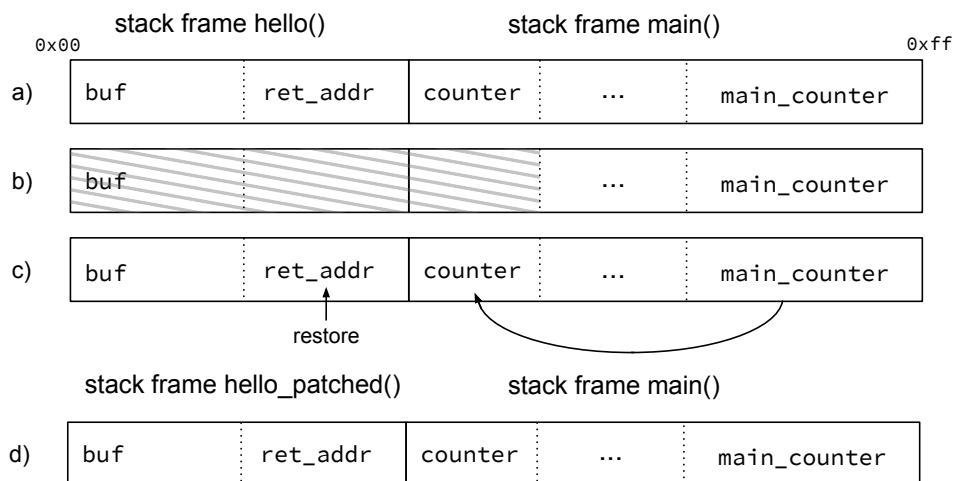 stack frame hello() stack frame main()
0x00 0xff
a) buf ret_addr counter ... main_counter
b) buf ... main_counter
c) buf ret_addr counter ... main_counter
restore
stack frame hello_patched() stack frame main()
d) buf ret_addr counter ... main_counter